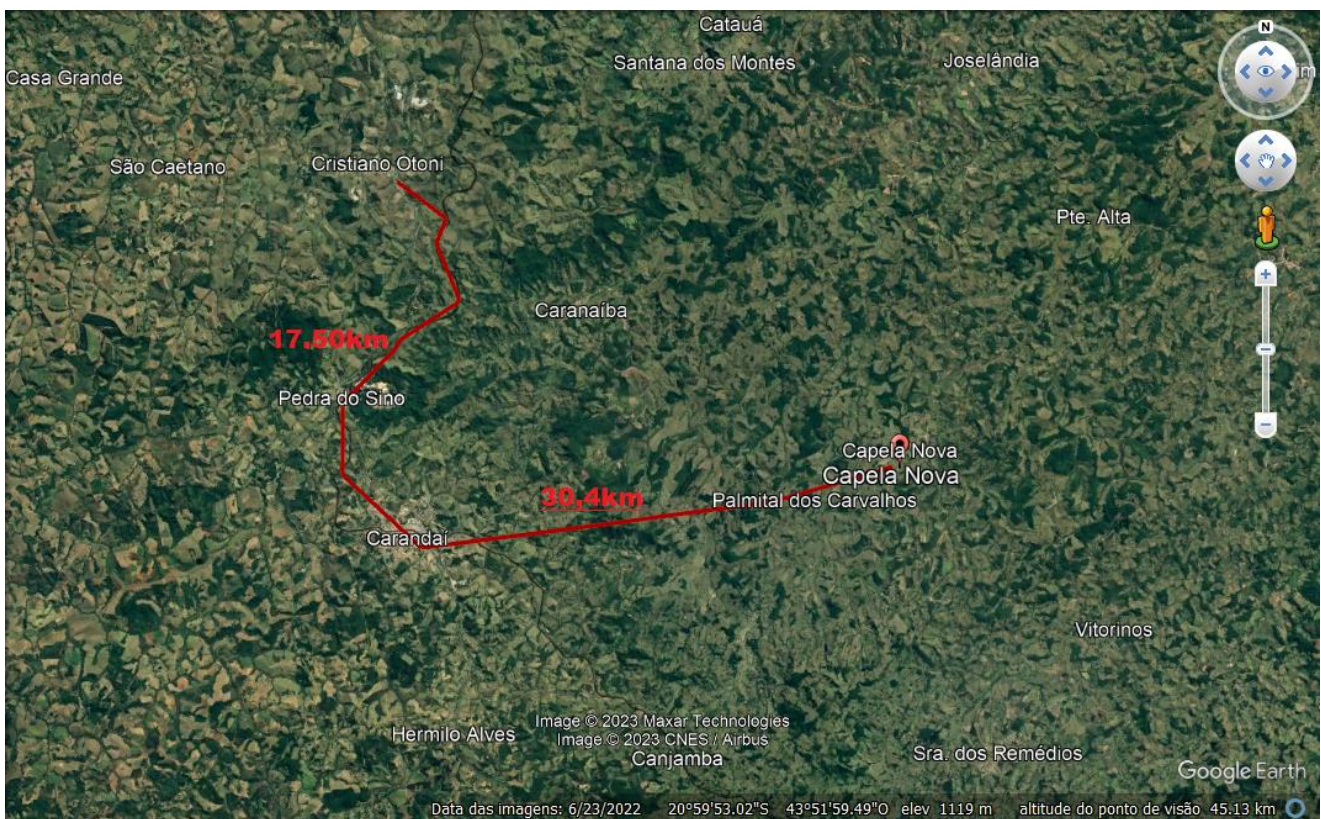 Catauá
N
Casa Grande
Santana dos Montes
Joselândia
im
São Caetano
Cristiano Otoni
Pte. Alta
Caranaíba
17,50km
Pedra do Sino
Capela Nova
Capela Nova
30,4km
Palmital dos Carvalhos
Carandaí
Vitorinos
Hermilo Alves
Image © 2023 Maxar Technologies
Image © 2023 CNES / Airbus
Canjamba
Sra. dos Remédios
Google Earth
Data das imagens: 6/23/2022 20°59'53.02"S 43°51'59.49"O elev 1119 m altitude do ponto de visão 45.13 km